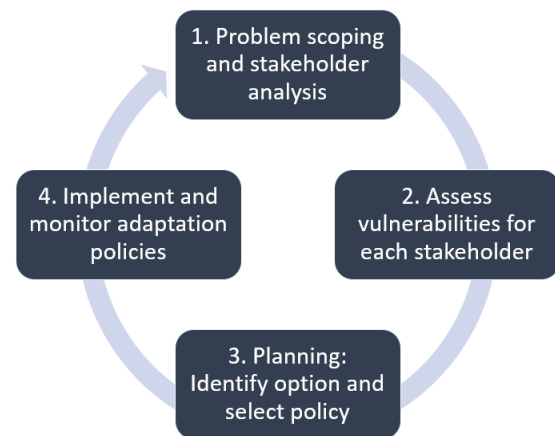 1. Problem scoping
and stakeholder
analysis
2. Assess
vulnerabilities for
each stakeholder
3. Planning:
Identify option and
select policy
4. Implement and
monitor adaptation
policies